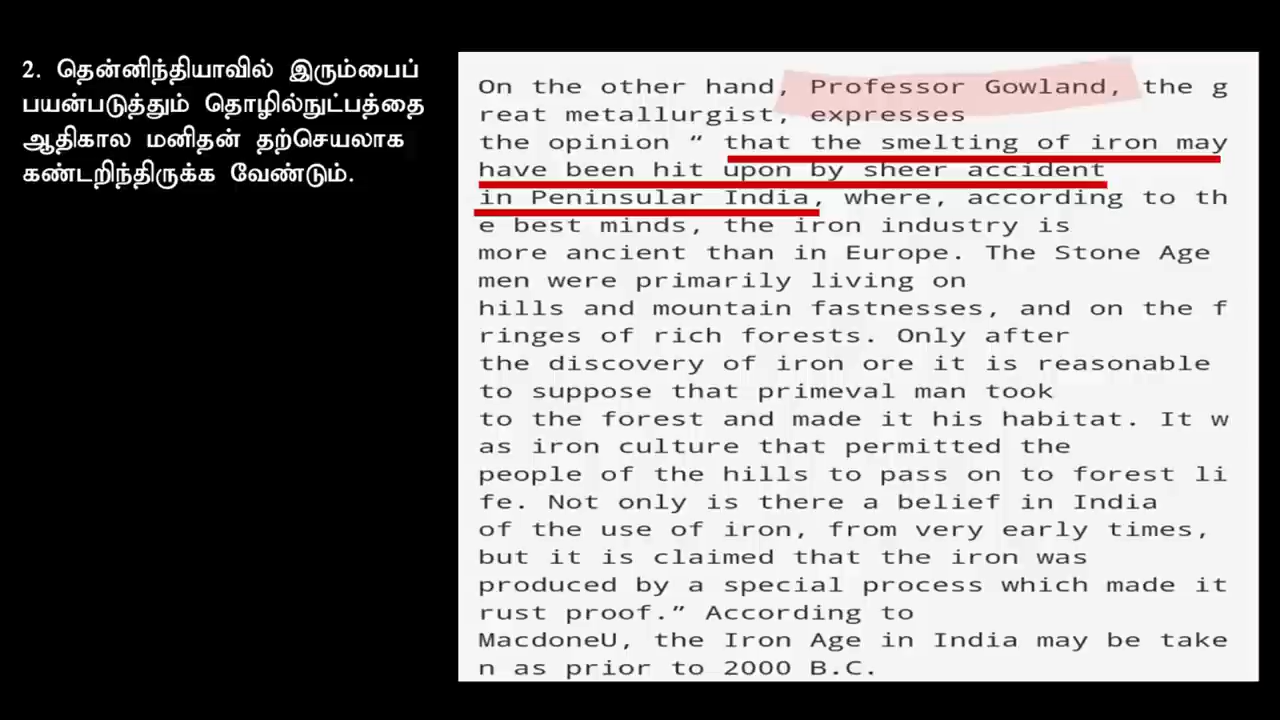 2. தென்னிந்தியாவில் இரும்பைப்
பயன்படுத்தும் தொழில்நுட்பத்தை
ஆதிகால மனிதன் தற்செயலாக
கண்டறிந்திருக்க வேண்டும்.
On the other hand, Professor Gowland, the g
reat metallurgist, expresses
the opinion “ that the smelting of iron may
have been hit upon by sheer accident
in Peninsular India, where, according to th
e best minds, the iron industry is
more ancient than in Europe. The Stone Age
men were primarily living on
hills and mountain fastnesses, and on the f
ringes of rich forests. Only after
the discovery of iron ore it is reasonable
to suppose that primeval man took
to the forest and made it his habitat. It w
as iron culture that permitted the
people of the hills to pass on to forest li
fe. Not only is there a belief in India
of the use of iron, from very early times,
but it is claimed that the iron was
produced by a special process which made it
rust proof.” According to
MacdoneU, the Iron Age in India may be take
n as prior to 2000 B.C.